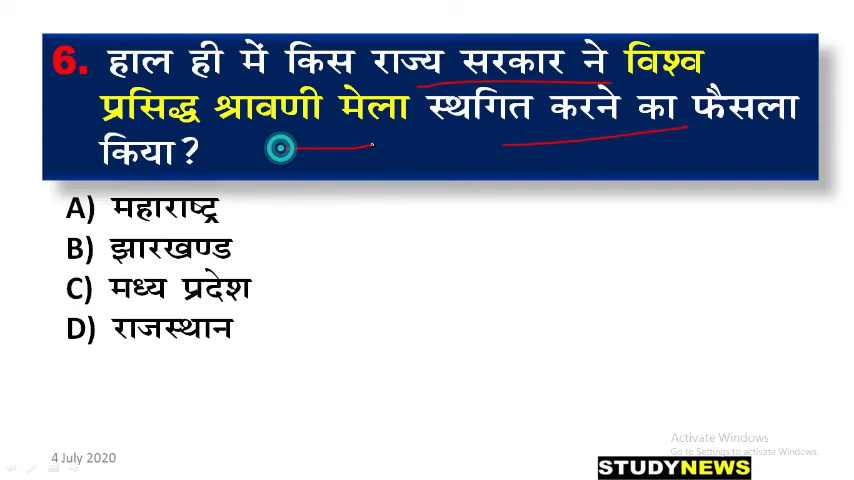 6. हाल ही में किस राज्य सरकार ने विश्व
प्रसिद्ध श्रावणी मेला स्थगित करने का फैसला
किया?
A) महाराष्ट्र
B) झारखण्ड
C) मध्य प्रदेश
D) राजस्थान
Activate Windows
Go to Settings to activate Windows.
4 July 2020
STUDYNEWS